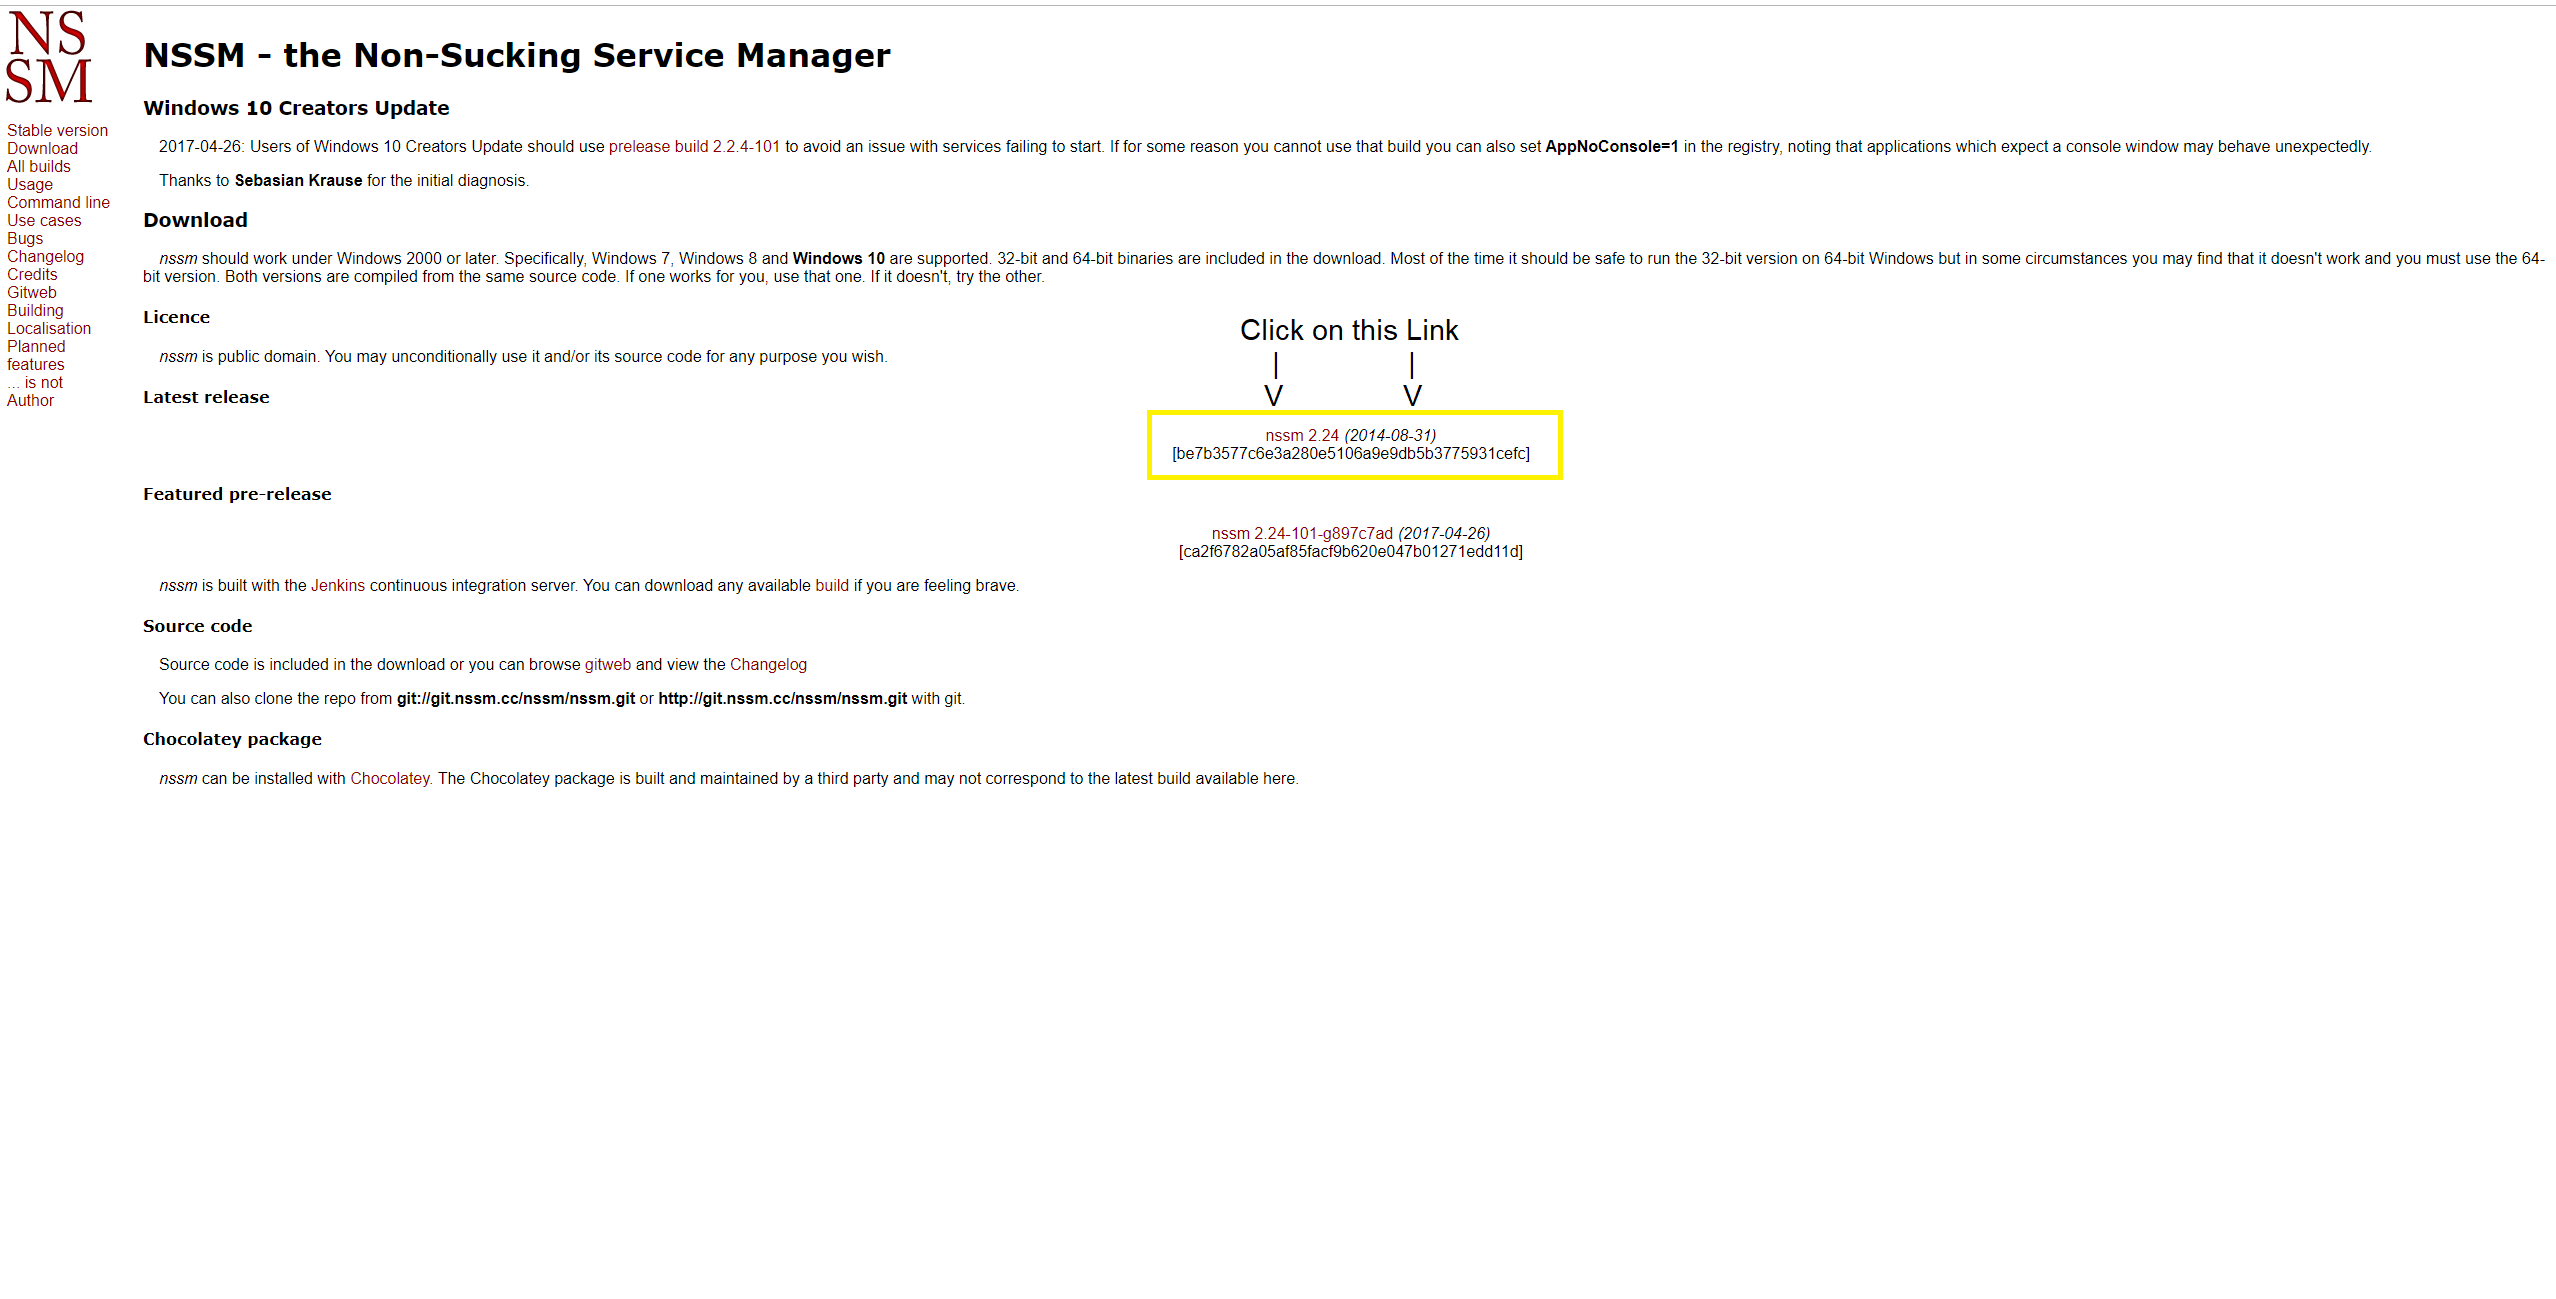 NS
SM
Stable version
Download
All builds
Usage
Command line
Use cases
Bugs
Changelog
Credits
Gitweb
Building
Localisation
Planned
features
... is not
Author
NSSM - the Non-Sucking Service Manager
Windows 10 Creators Update
2017-04-26: Users of Windows 10 Creators Update should use prelease build 2.2.4-101 to avoid an issue with services failing to start. If for some reason you cannot use that build you can also set AppNoConsole=1 in the registry, noting that applications which expect a console window may behave unexpectedly.
Thanks to Sebasian Krause for the initial diagnosis.
Download
nssm should work under Windows 2000 or later. Specifically, Windows 7, Windows 8 and Windows 10 are supported. 32-bit and 64-bit binaries are included in the download. Most of the time it should be safe to run the 32-bit version on 64-bit Windows but in some circumstances you may find that it doesn't work and you must use the 64-
bit version. Both versions are compiled from the same source code. If one works for you, use that one. If it doesn't, try the other.
Licence
nssm is public domain. You may unconditionally use it and/or its source code for any purpose you wish.
Latest release
Click on this Link
| |
V V
nssm 2.24 (2014-08-31)
[be7b3577c6e3a280e5106a9e9db5b3775931cefc]
Featured pre-release
nssm 2.24-101-g897c7ad (2017-04-26)
[ca2f6782a05af85facf9b620e047b01271edd11d]
nssm is built with the Jenkins continuous integration server. You can download any available build if you are feeling brave.
Source code
Source code is included in the download or you can browse gitweb and view the Changelog
You can also clone the repo from git://git.nssm.cc/nssm/nssm.git or http://git.nssm.cc/nssm/nssm.git with git.
Chocolatey package
nssm can be installed with Chocolatey. The Chocolatey package is built and maintained by a third party and may not correspond to the latest build available here.